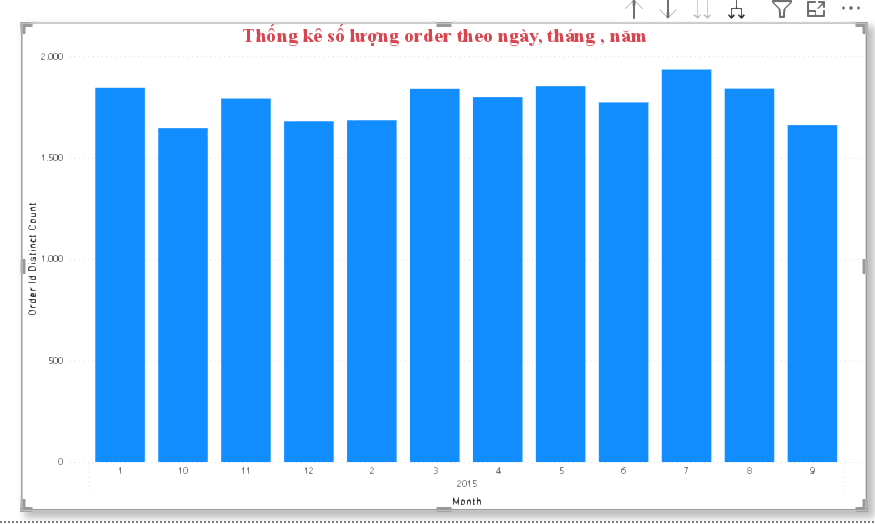 Thống kê số lượng order theo ngày, tháng , năm
2.000
1.500
1.000
500
0
Order Id Distinct Count
1 10 11 12 2 3 4 5 6 7 8 9
2015
Month